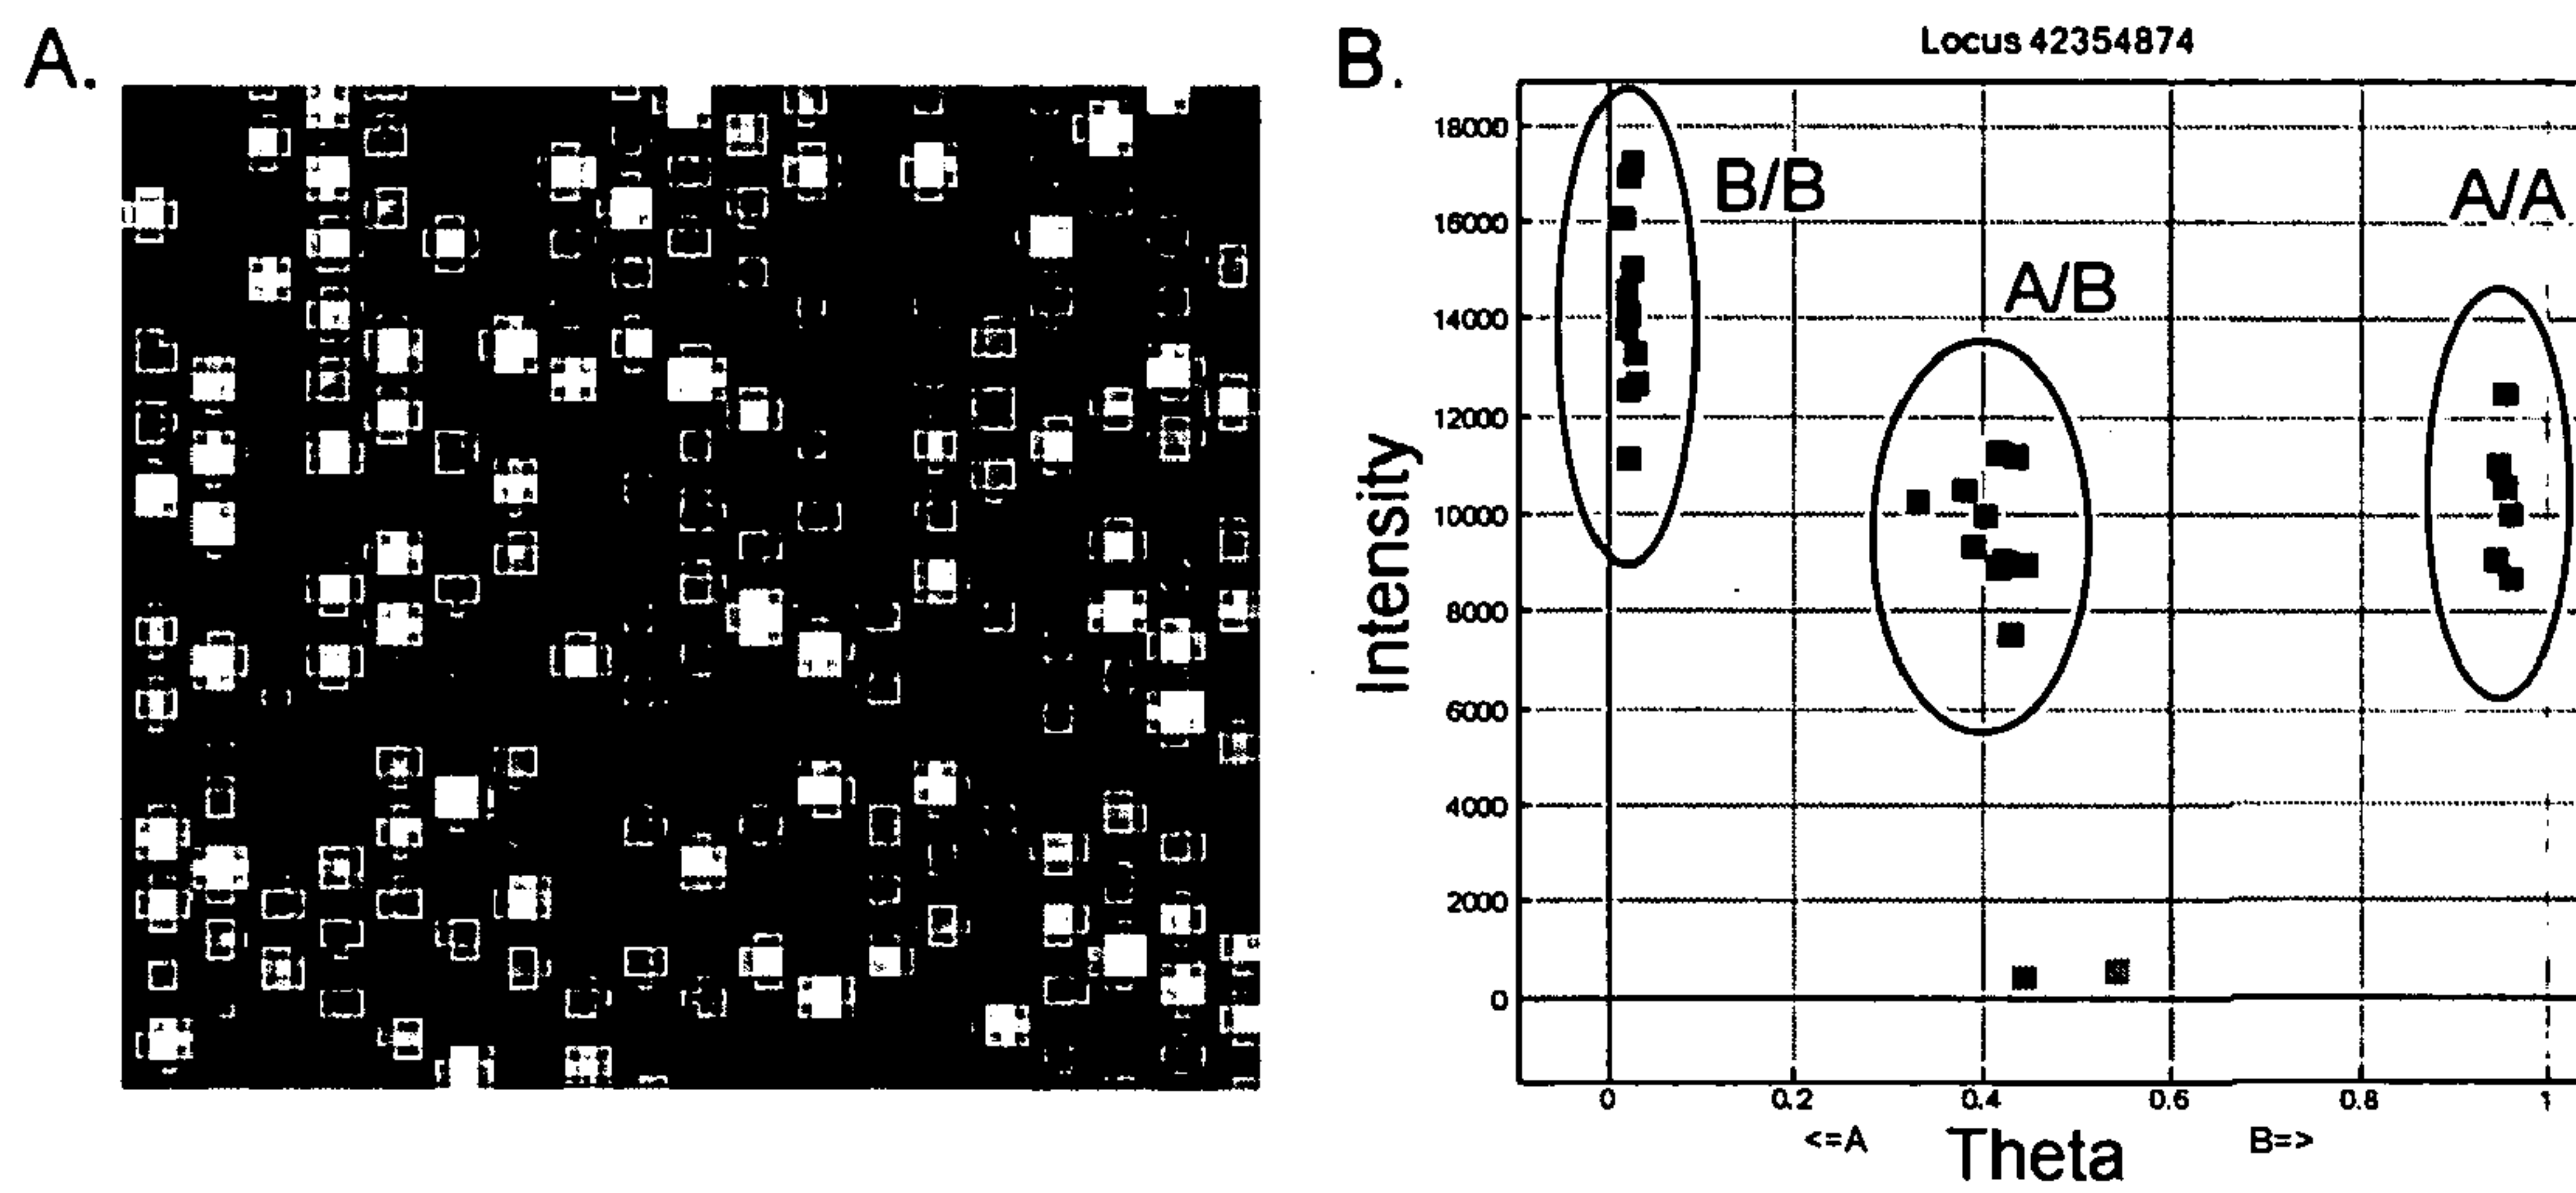 A.
B.
Locus 42354874
Intensity
18000
16000
14000
12000
10000
8000
6000
4000
2000
0
B/B
A/B
A/A
0 0.2 0.4 0.6 0.8 1
<=A Theta B=>